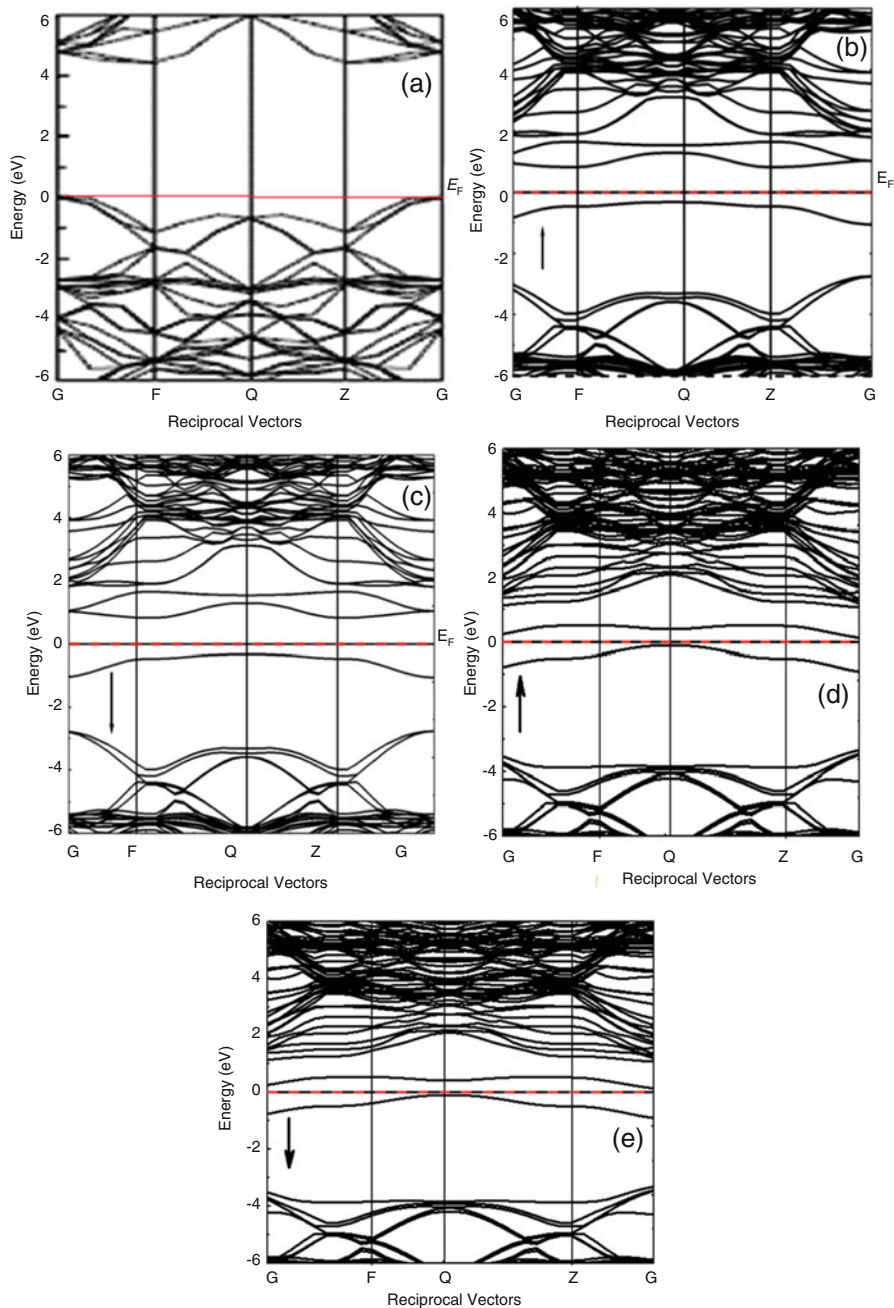 6
4
2
0
-2
-4
-6
Energy (eV)
(a)
E_F
G F Q Z G
Reciprocal Vectors
6
4
2
0
-2
-4
-6
Energy (eV)
(b)
E_F
G F Q Z G
Reciprocal Vectors
6
4
2
0
-2
-4
-6
Energy (eV)
(c)
E_F
G F Q Z G
Reciprocal Vectors
6
4
2
0
-2
-4
-6
Energy (eV)
(d)
G F Q Z G
Reciprocal Vectors
6
4
2
0
-2
-4
-6
Energy (eV)
(e)
G F Q Z G
Reciprocal Vectors